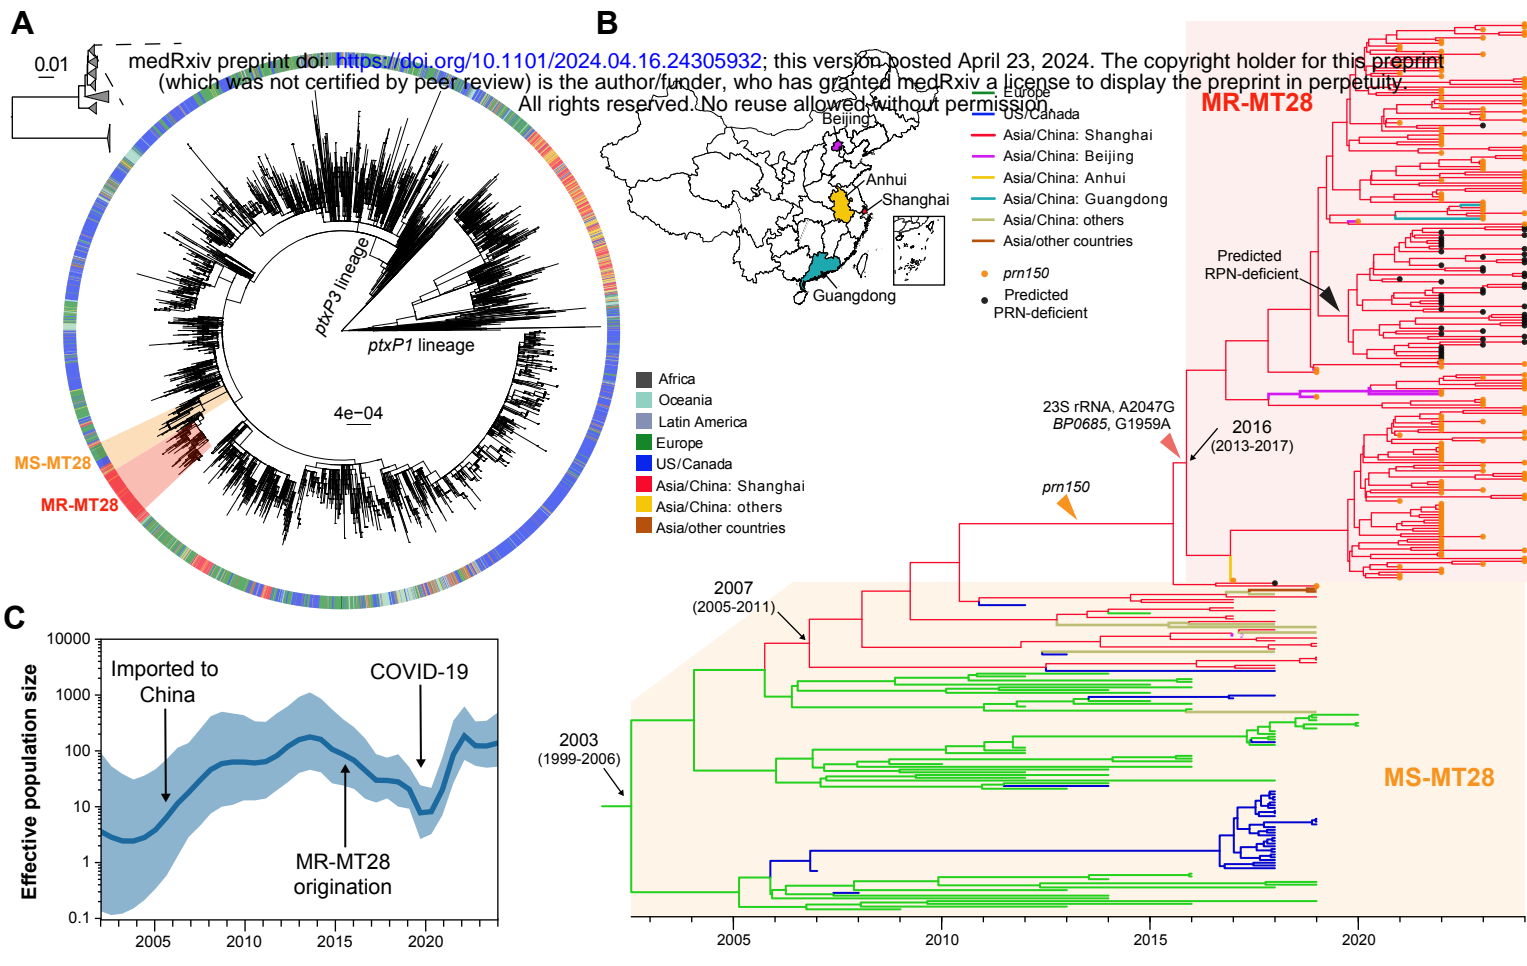 A
B
0.01
medRxiv preprint doi: https://doi.org/10.1101/2024.04.16.24305932; this version posted April 23, 2024. The copyright holder for this preprint
(which was not certified by peer review) is the author/funder, who has granted medRxiv a license to display the preprint in perpetuity.
All rights reserved. No reuse allowed without permission.
ptxP3 lineage
ptxP1 lineage
4e−04
MS-MT28
MR-MT28
Beijing
Anhui
Shanghai
Guangdong
Europe
US/Canada
Asia/China: Shanghai
Asia/China: Beijing
Asia/China: Anhui
Asia/China: Guangdong
Asia/China: others
Asia/other countries
prn150
Predicted
PRN-deficient
Africa
Oceania
Latin America
Europe
US/Canada
Asia/China: Shanghai
Asia/China: others
Asia/other countries
MR-MT28
Predicted
RPN-deficient
23S rRNA, A2047G
BP0685, G1959A
2016
(2013-2017)
prn150
2007
(2005-2011)
2003
(1999-2006)
MS-MT28
2005
2010
2015
2020
C
Effective population size
10000
1000
100
10
1
0.1
Imported to
China
COVID-19
MR-MT28
origination
2005
2010
2015
2020